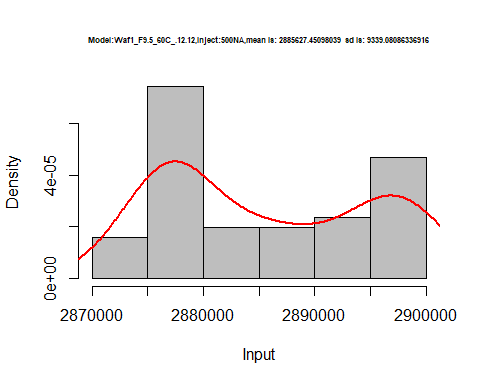 Model:Waf1_F9.5_60C_.12.12,Inject:500NA,mean is: 2885627.45098039  sd is: 9339.08086336916
Density
4e-05
0e+00
2870000 2880000 2890000 2900000
Input